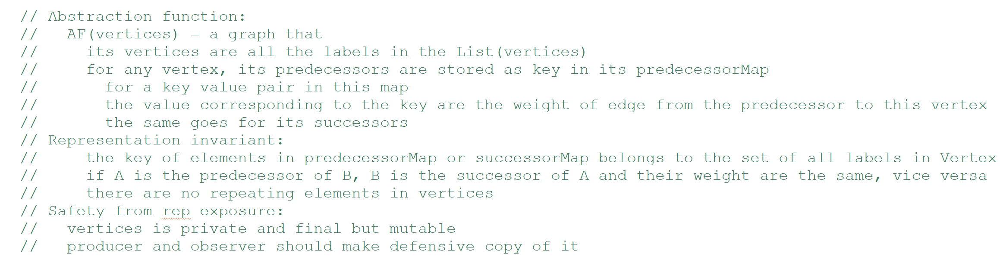 // Abstraction function:
//   AF(vertices) = a graph that
//     its vertices are all the labels in the List(vertices)
//     for any vertex, its predecessors are stored as key in its predecessorMap
//       for a key value pair in this map
//       the value corresponding to the key are the weight of edge from the predecessor to this vertex
//       the same goes for its successors
// Representation invariant:
//     the key of elements in predecessorMap or successorMap belongs to the set of all labels in Vertex
//     if A is the predecessor of B, B is the successor of A and their weight are the same, vice versa
//     there are no repeating elements in vertices
// Safety from rep exposure:
//   vertices is private and final but mutable
//   producer and observer should make defensive copy of it